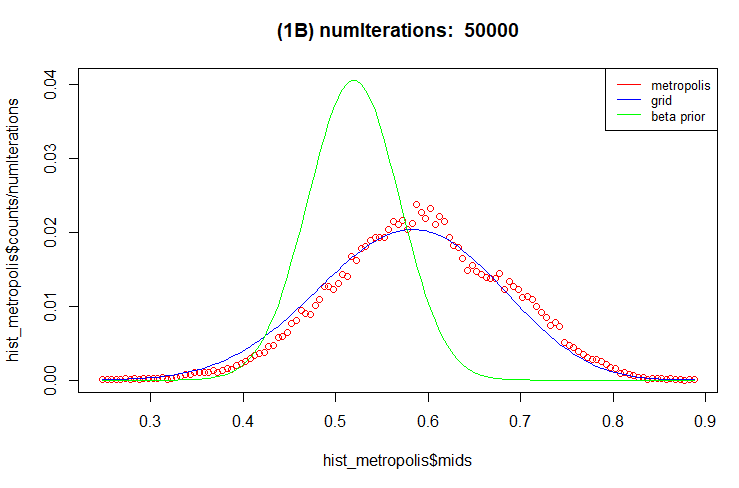 (1B) numIterations:  50000
hist_metropolis$counts/numIterations
0.04
0.03
0.02
0.01
0.00
metropolis
grid
beta prior
0.3 0.4 0.5 0.6 0.7 0.8 0.9
hist_metropolis$mids